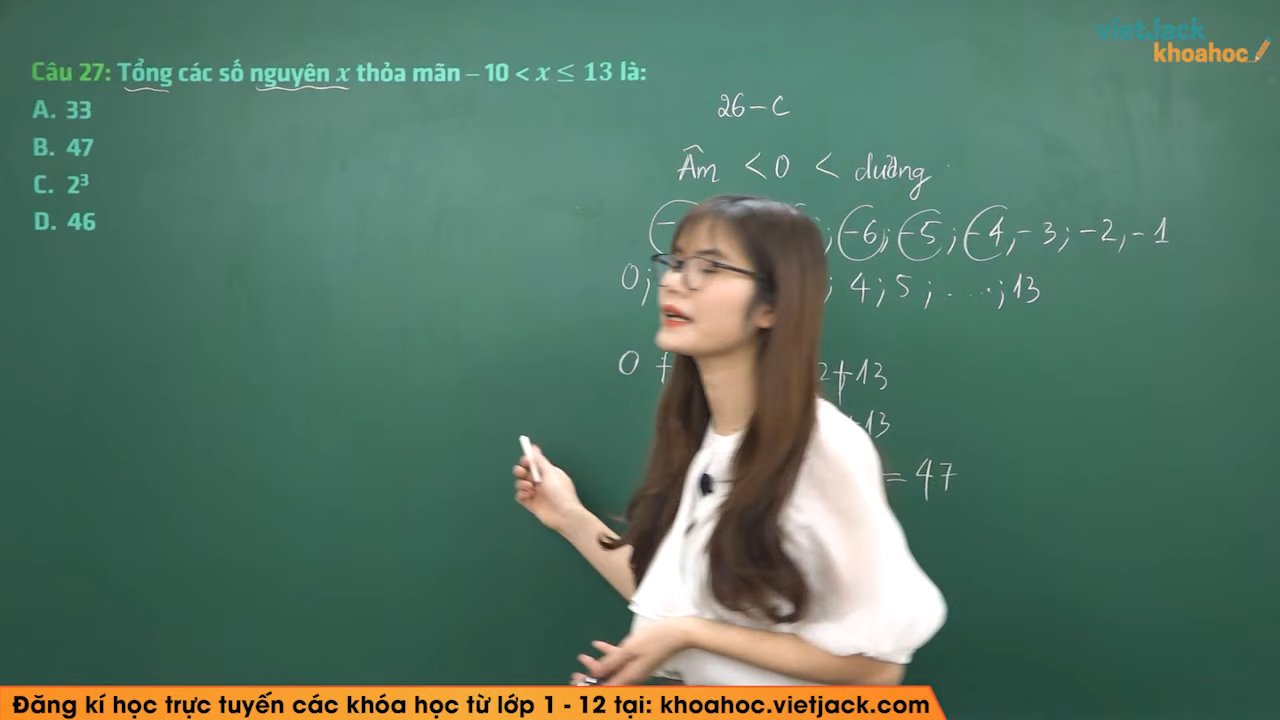 vietJack
khoahoc
Câu 27: Tổng các số nguyên x thỏa mãn – 10 < x ≤ 13 là:
A. 33
B. 47
C. 2³
D. 46
26 - C
Âm < 0 < dương
; -6; -5; -4, -3; -2, -1
0; ; 4; 5; ...; 13
0 + 2+13
+13
= 47
Đăng kí học trực tuyến các khóa học từ lớp 1 - 12 tại: khoahoc.vietjack.com